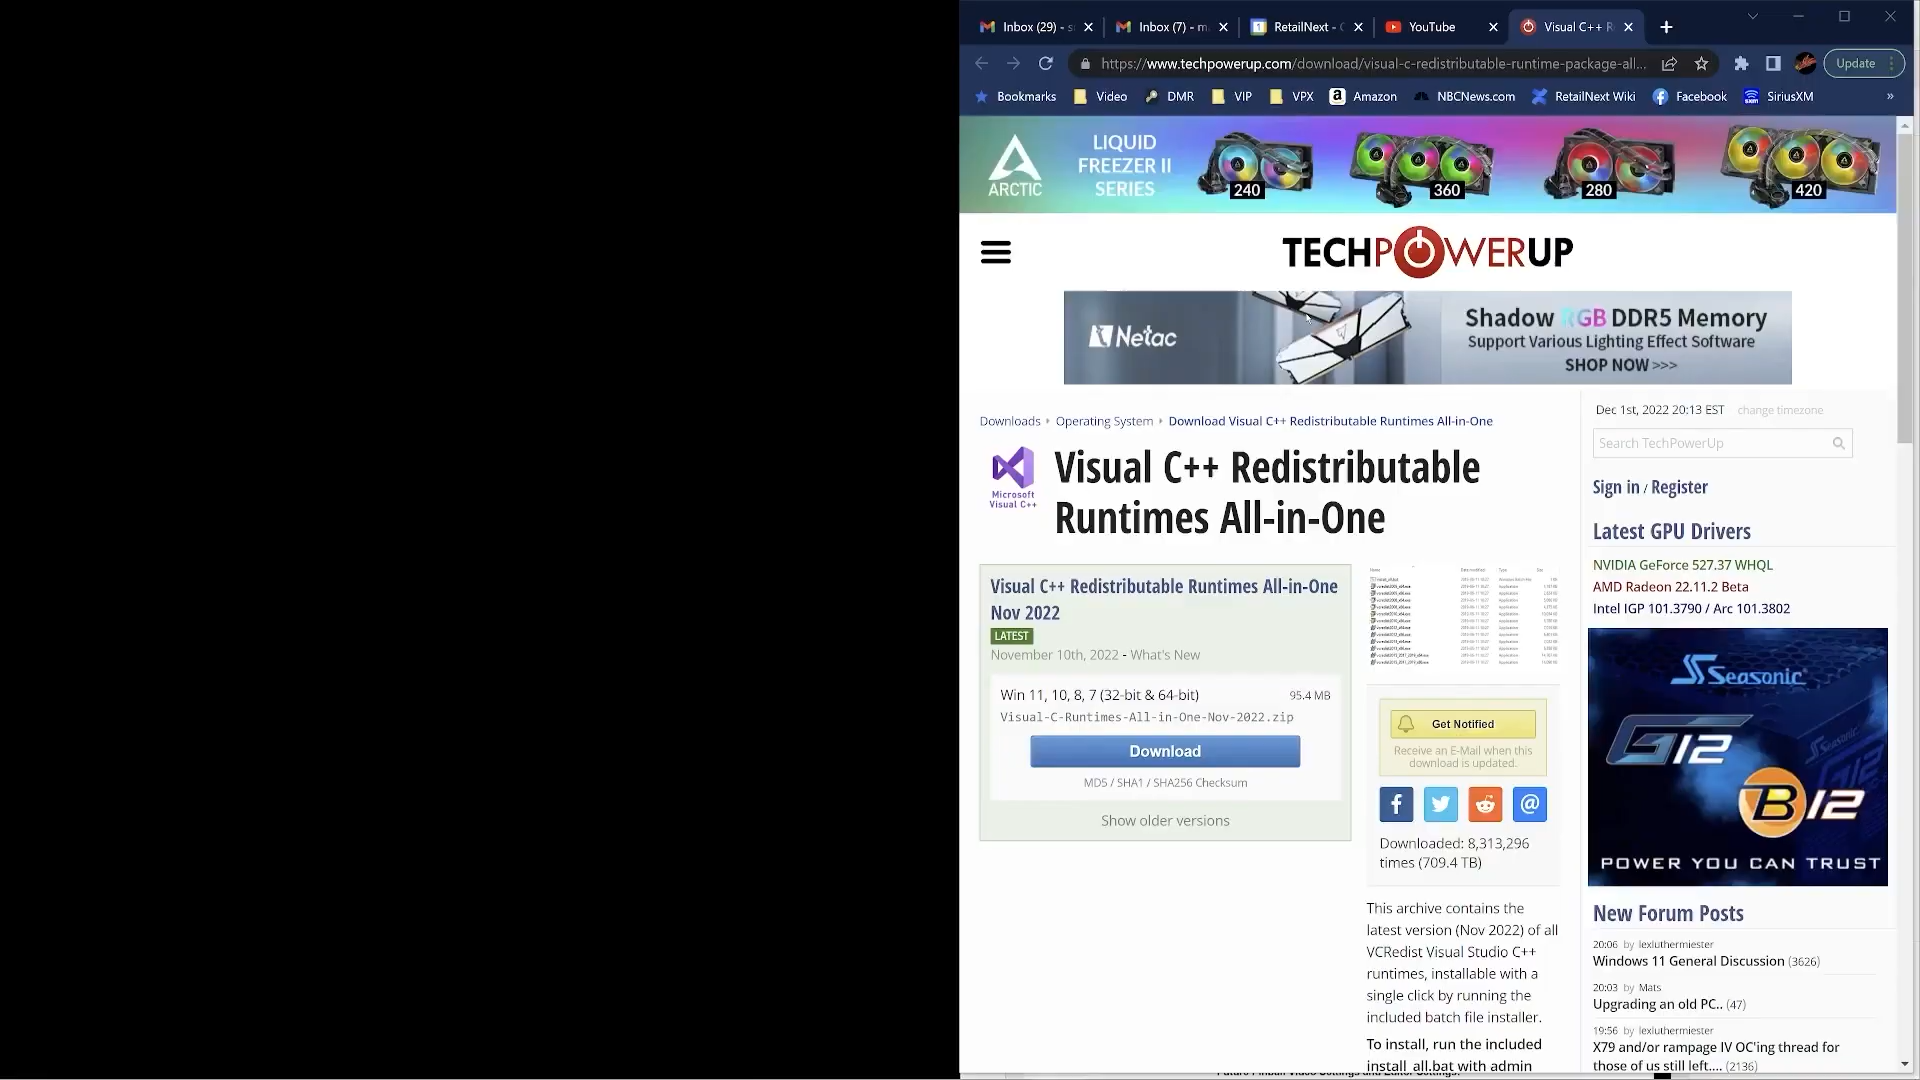 Inbox (29) - s
Inbox (7) - m
RetailNext - C
YouTube
Visual C++ R
https://www.techpowerup.com/download/visual-c-redistributable-runtime-package-all...
Update
Bookmarks
Video
DMR
VIP
VPX
Amazon
NBCNews.com
RetailNext Wiki
Facebook
SiriusXM
»
ARCTIC
LIQUID
FREEZER II
SERIES
240
360
280
420
TECHPOWERUP
Netac
Shadow RGB DDR5 Memory
Support Various Lighting Effect Software
SHOP NOW >>>
Downloads
Operating System
Download Visual C++ Redistributable Runtimes All-in-One
Microsoft
Visual C++
Visual C++ Redistributable
Runtimes All-in-One
Visual C++ Redistributable Runtimes All-in-One
Nov 2022
LATEST
November 10th, 2022 - What's New
Win 11, 10, 8, 7 (32-bit & 64-bit)
95.4 MB
Visual-C-Runtimes-All-in-One-Nov-2022.zip
Download
MD5 / SHA1 / SHA256 Checksum
Show older versions
Get Notified
Receive an E-Mail when this
download is updated.
Downloaded: 8,313,296
times (709.4 TB)
This archive contains the
latest version (Nov 2022) of all
VCRedist Visual Studio C++
runtimes, installable with a
single click by running the
included batch file installer.
To install, run the included
install_all.bat with admin
Dec 1st, 2022 20:13 EST
change timezone
Search TechPowerUp
Sign in / Register
Latest GPU Drivers
NVIDIA GeForce 527.37 WHQL
AMD Radeon 22.11.2 Beta
Intel IGP 101.3790 / Arc 101.3802
Seasonic
G12
B12
POWER YOU CAN TRUST
New Forum Posts
20:06 by lexluthermiester
Windows 11 General Discussion (3626)
20:03 by Mats
Upgrading an old PC.. (47)
19:56 by lexluthermiester
X79 and/or rampage IV OC'ing thread for
those of us still left.... (2136)